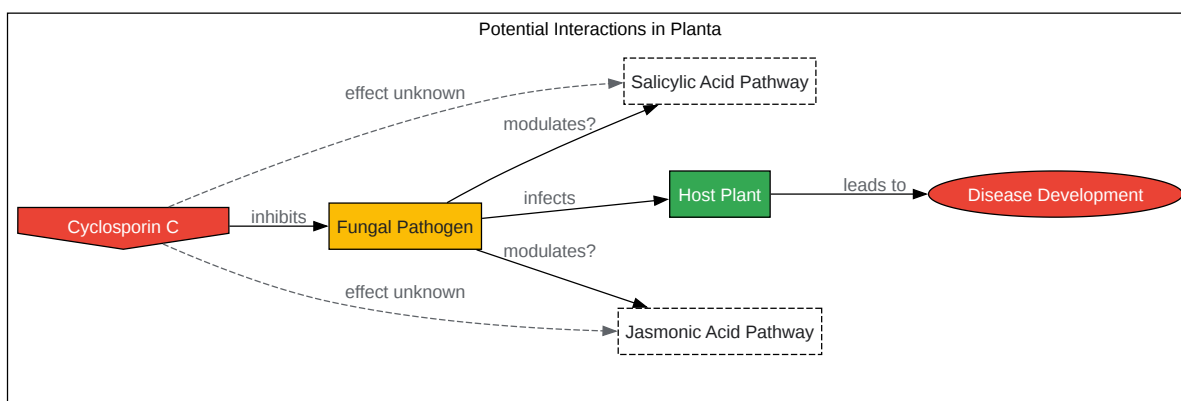 Potential Interactions in Planta
Salicylic Acid Pathway
effect unknown
modulates?
Host Plant
leads to
Disease Development
infects
Cyclosporin C
inhibits
Fungal Pathogen
modulates?
effect unknown
Jasmonic Acid Pathway